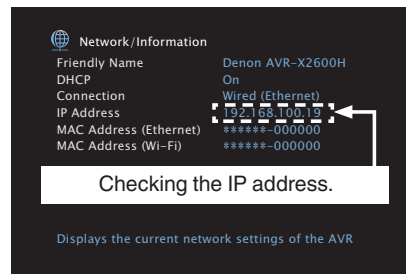 Network/Information
Friendly Name Denon AVR-X2600H
DHCP On
Connection Wired (Ethernet)
IP Address 192.168.100.19
MAC Address (Ethernet) ******-000000
MAC Address (Wi-Fi) ******-000000
Checking the IP address.
Displays the current network settings of the AVR